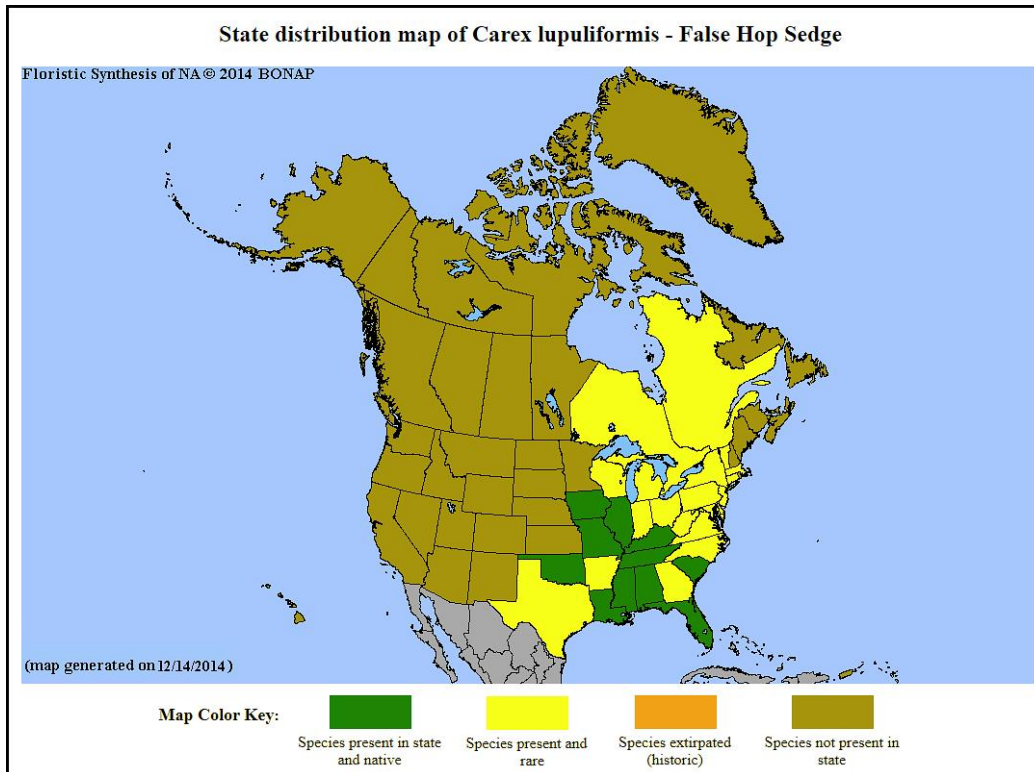 State distribution map of Carex lupuliformis - False Hop Sedge
Floristic Synthesis of NA © 2014 BONAP
(map generated on 12/14/2014)
Map Color Key:
Species present in state
and native
Species present and
rare
Species extirpated
(historic)
Species not present in
state